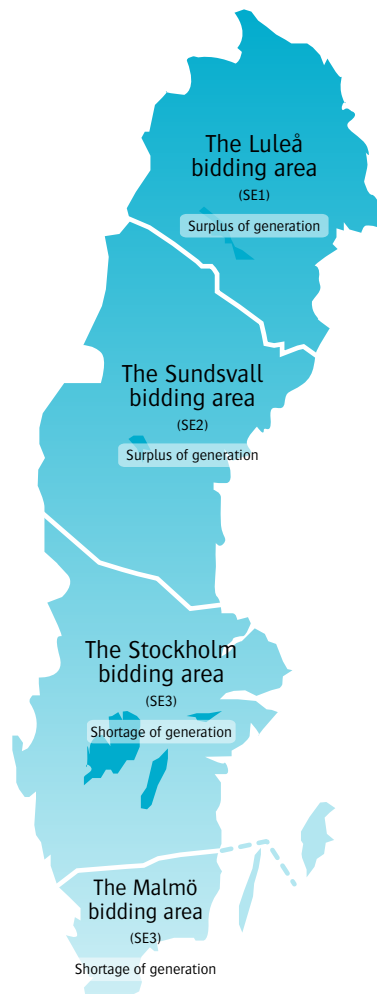 The Luleå
bidding area
(SE1)
Surplus of generation
The Sundsvall
bidding area
(SE2)
Surplus of generation
The Stockholm
bidding area
(SE3)
Shortage of generation
The Malmö
bidding area
(SE3)
Shortage of generation